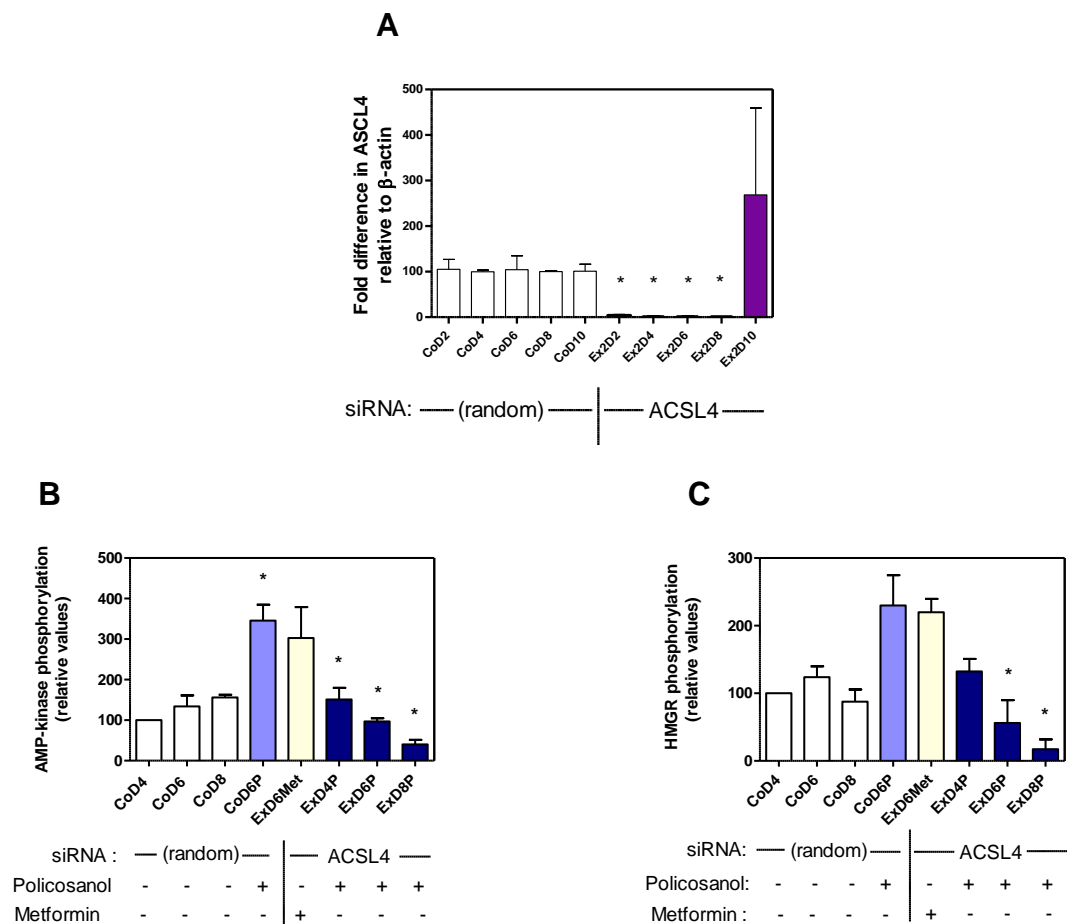 A
Fold difference in ASCL4
relative to β-actin
500
400
300
200
100
0
* * * *
CoD2 CoD4 CoD6 CoD8 CoD10 Ex2D2 Ex2D4 Ex2D6 Ex2D8 Ex2D10
siRNA: (random) ACSL4
B
AMP-kinase phosphorylation
(relative values)
500
400
300
200
100
0
* * * *
CoD4 CoD6 CoD8 CoD6P ExD6Met ExD4P ExD6P ExD8P
siRNA : (random) ACSL4
Policosanol - - - + - + + +
Metformin - - - - + - - -
C
HMGR phosphorylation
(relative values)
300
200
100
0
* *
CoD4 CoD6 CoD8 CoD6P ExD6Met ExD4P ExD6P ExD8P
siRNA: (random) ACSL4
Policosanol: - - - + - + + +
Metformin : - - - - + - - -